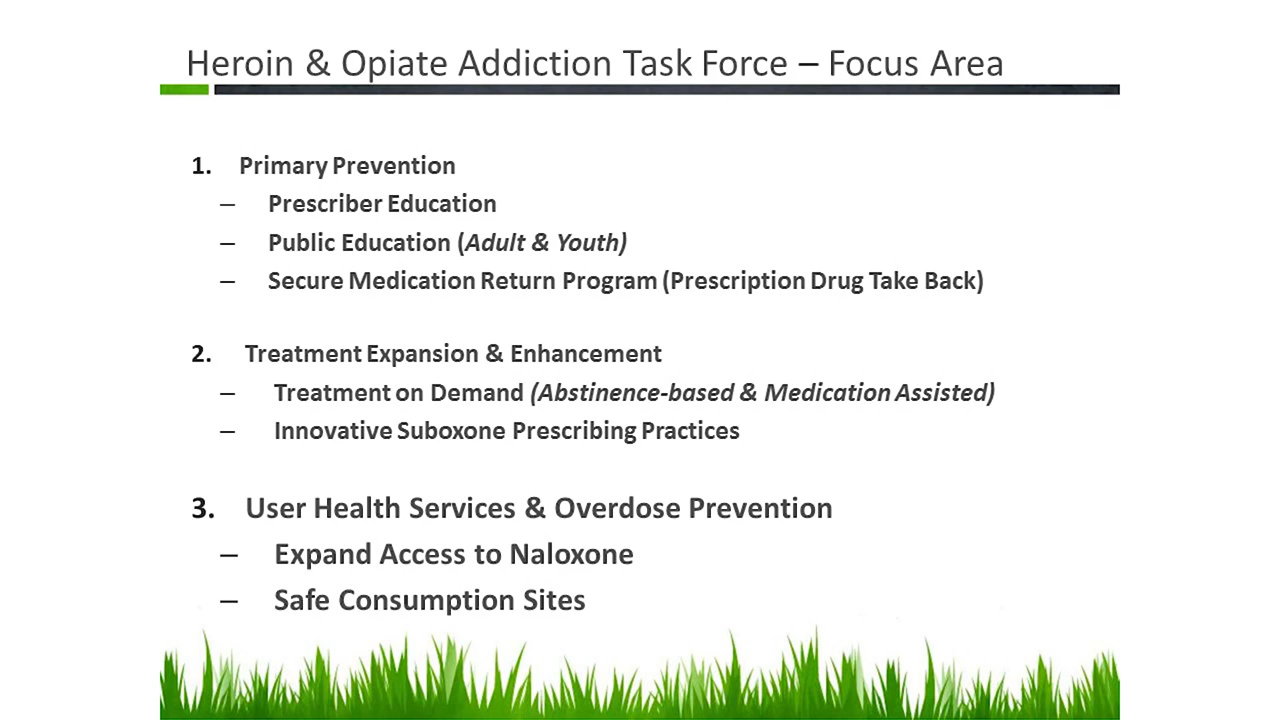 Heroin & Opiate Addiction Task Force – Focus Area
1. Primary Prevention
– Prescriber Education
– Public Education (Adult & Youth)
– Secure Medication Return Program (Prescription Drug Take Back)
2. Treatment Expansion & Enhancement
– Treatment on Demand (Abstinence-based & Medication Assisted)
– Innovative Suboxone Prescribing Practices
3. User Health Services & Overdose Prevention
– Expand Access to Naloxone
– Safe Consumption Sites